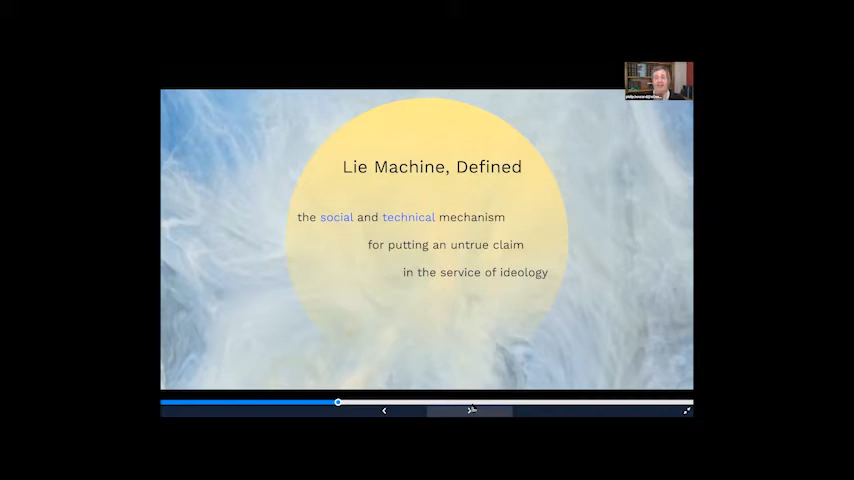 Lie Machine, Defined
the social and technical mechanism
for putting an untrue claim
in the service of ideology